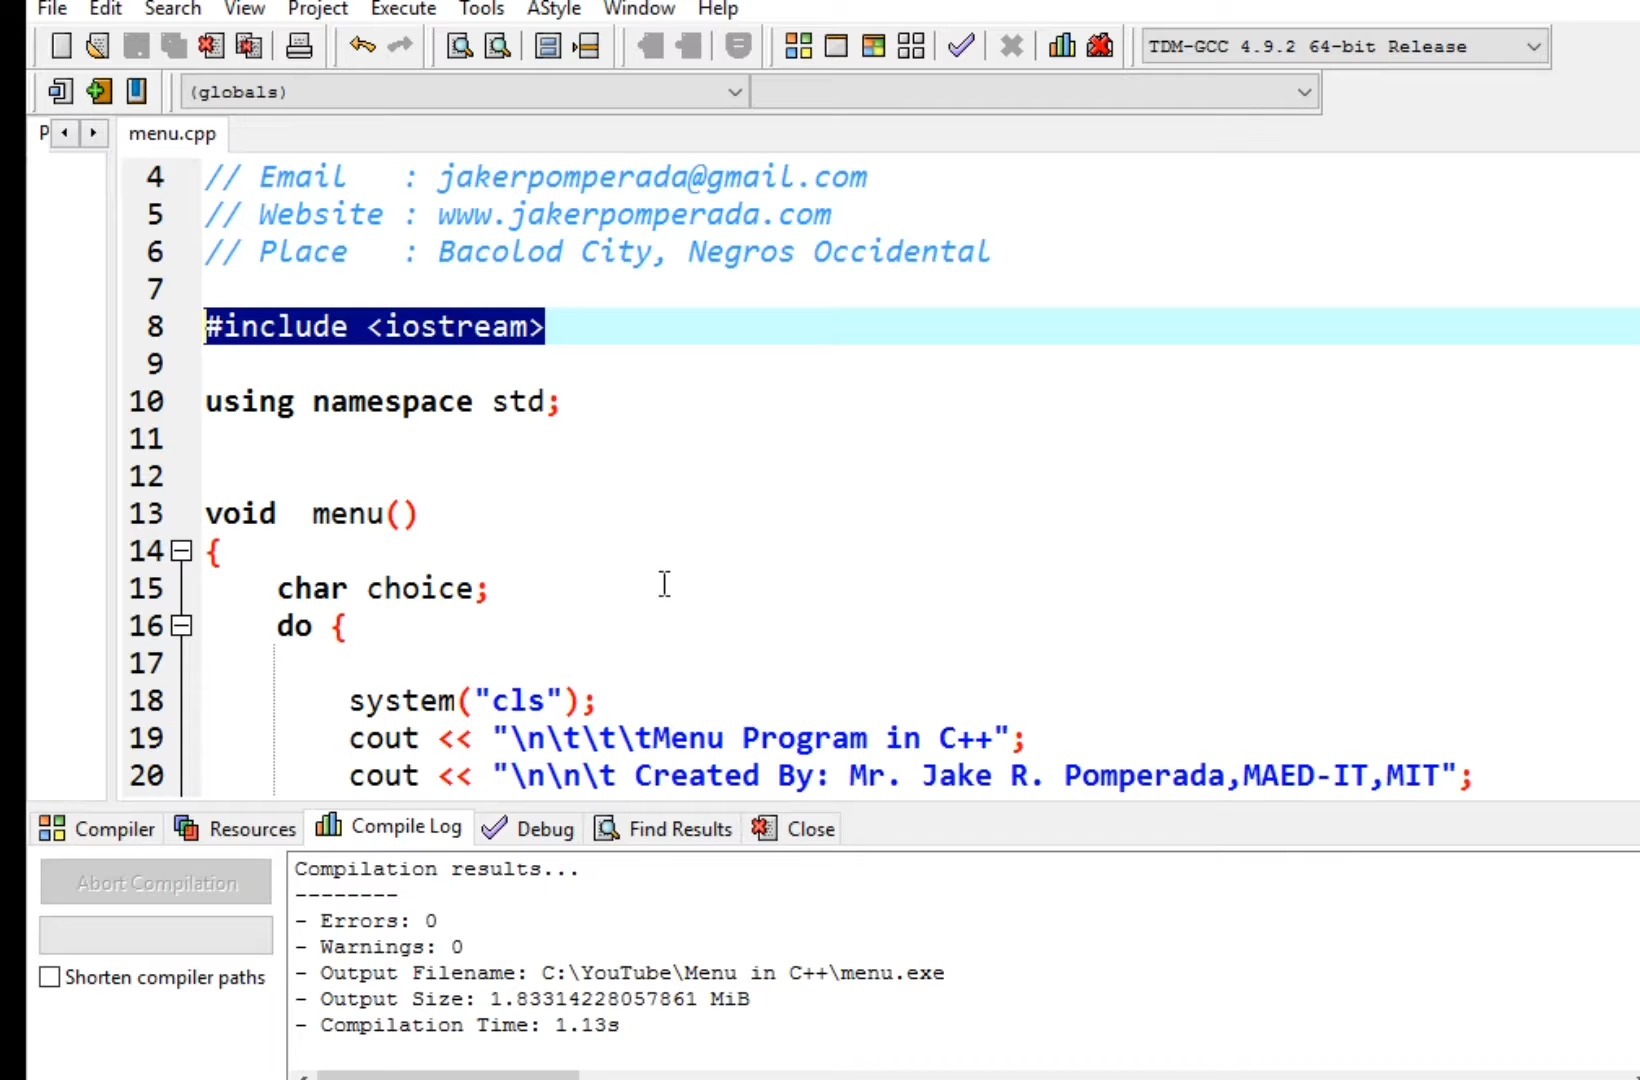 File Edit Search View Project Execute Tools AStyle Window Help
TDM-GCC 4.9.2 64-bit Release
(globals)
P menu.cpp
4 // Email   : jakerpomperada@gmail.com
5 // Website : www.jakerpomperada.com
6 // Place   : Bacolod City, Negros Occidental
7
8 #include <iostream>
9
10 using namespace std;
11
12
13 void  menu()
14 {
15     char choice;
16     do {
17
18         system("cls");
19         cout << "\n\t\t\tMenu Program in C++";
20         cout << "\n\n\t Created By: Mr. Jake R. Pomperada,MAED-IT,MIT";
Compiler Resources Compile Log Debug Find Results Close
Abort Compilation
Shorten compiler paths
Compilation results...
--------
- Errors: 0
- Warnings: 0
- Output Filename: C:\YouTube\Menu in C++\menu.exe
- Output Size: 1.83314228057861 MiB
- Compilation Time: 1.13s